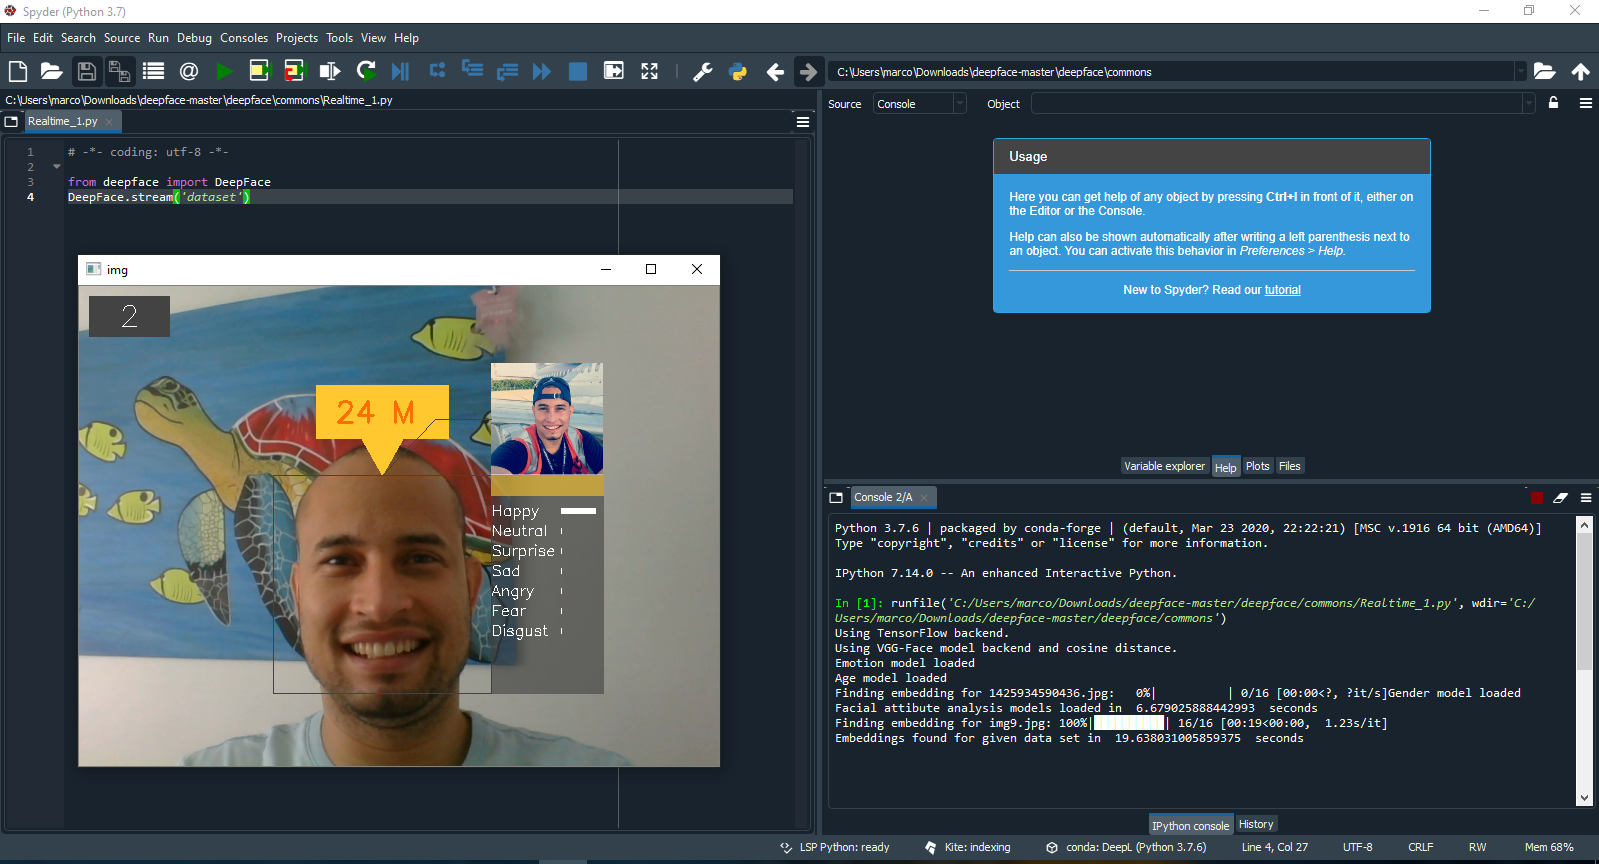 Spyder (Python 3.7)
File Edit Search Source Run Debug Consoles Projects Tools View Help
C:\Users\marco\Downloads\deepface-master\deepface\commons
C:\Users\marco\Downloads\deepface-master\deepface\commons\Realtime_1.py
Realtime_1.py
1 # -*- coding: utf-8 -*-
2
3 from deepface import DeepFace
4 DeepFace.stream('dataset')
img
2
24 M
Happy
Neutral
Surprise
Sad
Angry
Fear
Disgust
Source Console Object
Usage
Here you can get help of any object by pressing Ctrl+I in front of it, either on
the Editor or the Console.
Help can also be shown automatically after writing a left parenthesis next to
an object. You can activate this behavior in Preferences > Help.
New to Spyder? Read our tutorial
Variable explorer Help Plots Files
Console 2/A
Python 3.7.6 | packaged by conda-forge | (default, Mar 23 2020, 22:22:21) [MSC v.1916 64 bit (AMD64)]
Type "copyright", "credits" or "license" for more information.
IPython 7.14.0 -- An enhanced Interactive Python.
In [1]: runfile('C:/Users/marco/Downloads/deepface-master/deepface/commons/Realtime_1.py', wdir='C:/
Users/marco/Downloads/deepface-master/deepface/commons')
Using TensorFlow backend.
Using VGG-Face model backend and cosine distance.
Emotion model loaded
Age model loaded
Finding embedding for 1425934590436.jpg:   0%|          | 0/16 [00:00<?, ?it/s]Gender model loaded
Facial attibute analysis models loaded in  6.679025888442993  seconds
Finding embedding for img9.jpg: 100%|██████████| 16/16 [00:19<00:00,  1.23s/it]
Embeddings found for given data set in  19.638031005859375  seconds
IPython console History
LSP Python: ready Kite: indexing conda: DeepL (Python 3.7.6) Line 4, Col 27 UTF-8 CRLF RW Mem 68%